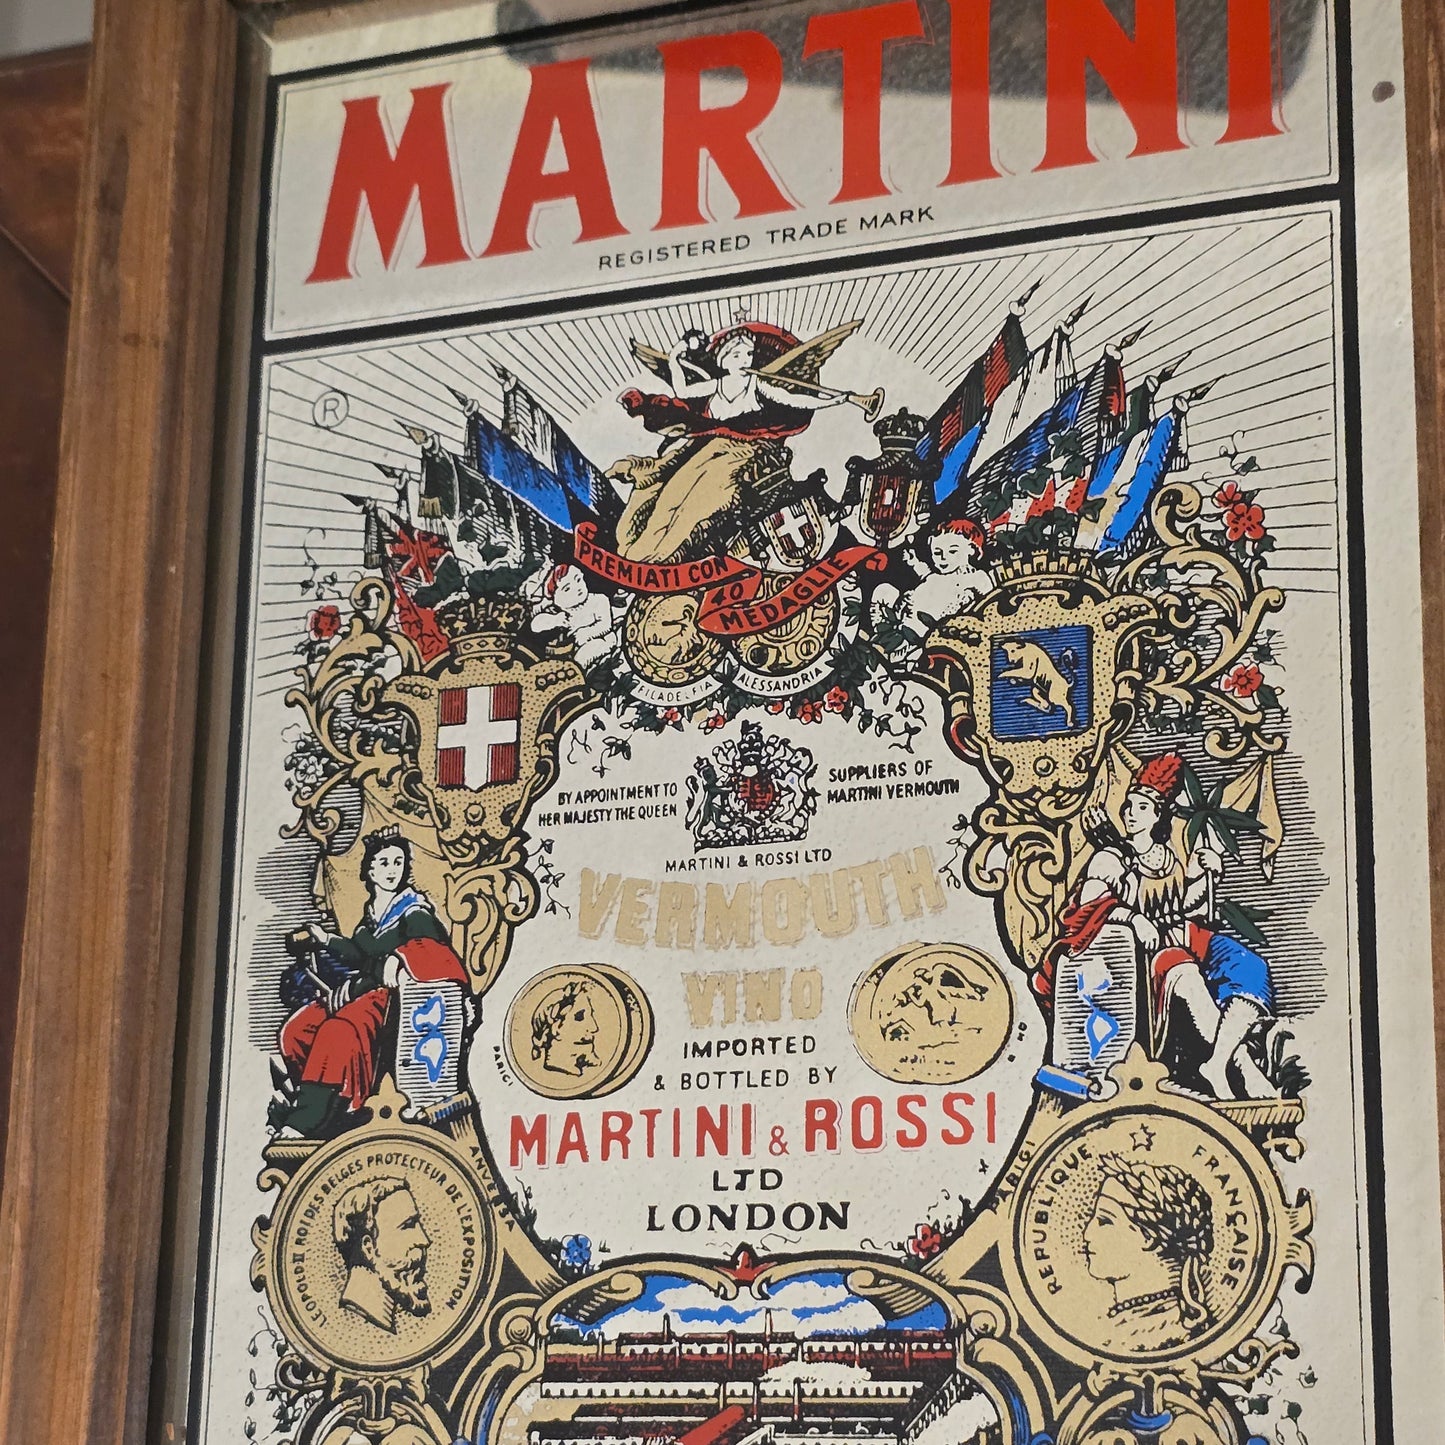 MARTINI
REGISTERED TRADE MARK
®
PREMIATI CON
40
MEDAGLIE
FILADELFIA
ALESSANDRIA
BY APPOINTMENT TO
HER MAJESTY THE QUEEN
SUPPLIERS OF
MARTINI VERMOUTH
MARTINI & ROSSI LTD
VERMOUTH
VINO
PARIGI
IMPORTED
& BOTTLED BY
MARTINI & ROSSI
LTD
LONDON
LEOPOLD II ROI DES BELGES PROTECTEUR DE L'EXPOSITION
ANVERSA
PARIGI
REPUBLIQUE FRANÇAISE